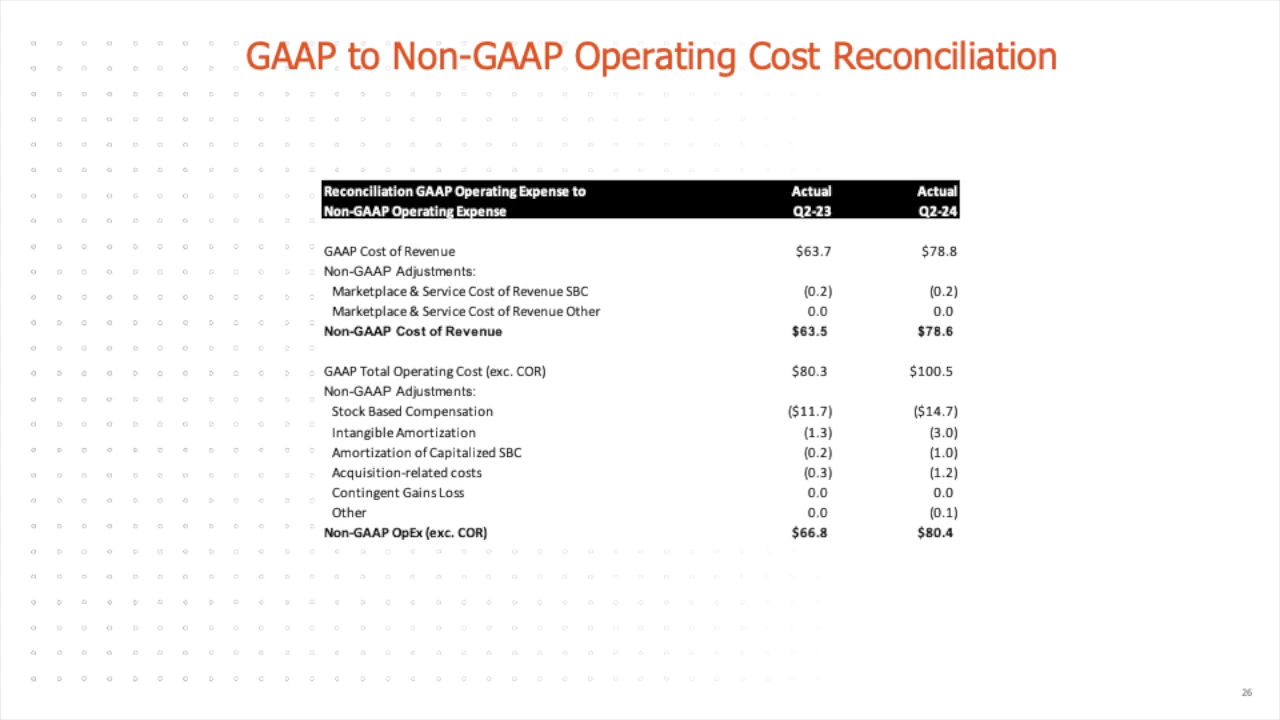 GAAP to Non-GAAP Operating Cost Reconciliation
Reconciliation GAAP Operating Expense to Actual Actual
Non-GAAP Operating Expense Q2-23 Q2-24
GAAP Cost of Revenue $63.7 $78.8
Non-GAAP Adjustments:
Marketplace & Service Cost of Revenue SBC (0.2) (0.2)
Marketplace & Service Cost of Revenue Other 0.0 0.0
Non-GAAP Cost of Revenue $63.5 $78.6
GAAP Total Operating Cost (exc. COR) $80.3 $100.5
Non-GAAP Adjustments:
Stock Based Compensation ($11.7) ($14.7)
Intangible Amortization (1.3) (3.0)
Amortization of Capitalized SBC (0.2) (1.0)
Acquisition-related costs (0.3) (1.2)
Contingent Gains Loss 0.0 0.0
Other 0.0 (0.1)
Non-GAAP OpEx (exc. COR) $66.8 $80.4
26